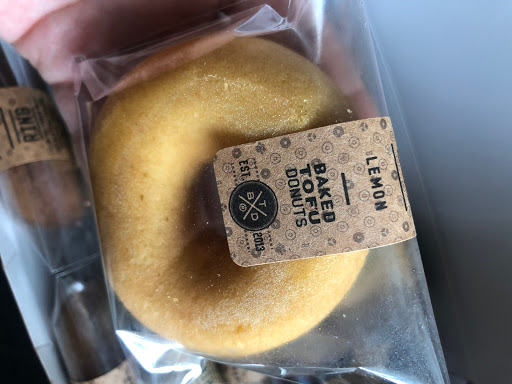 LEMON
BAKED
TOFU
DONUTS
EST. 2013
B T D